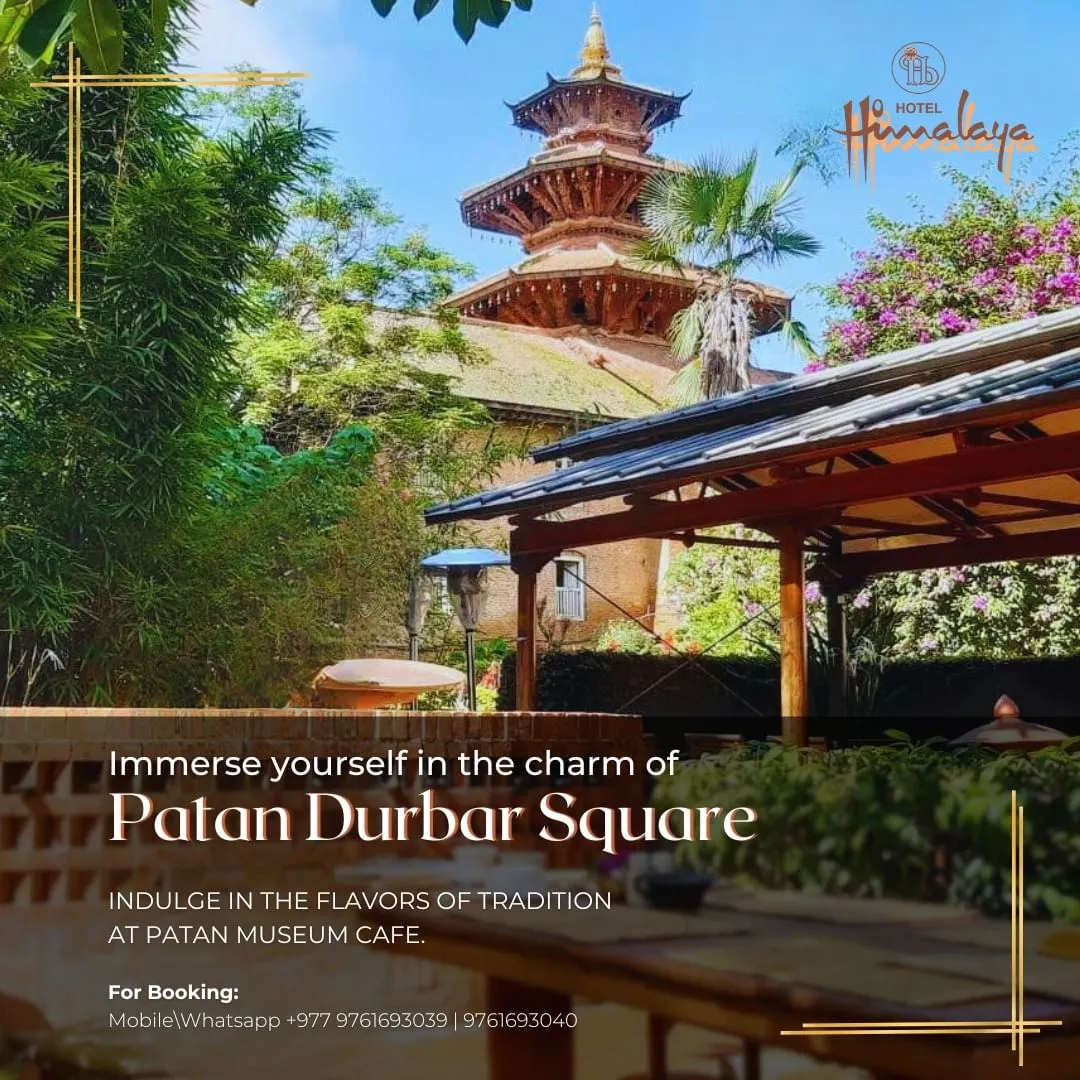 HOTEL
Himalaya
Immerse yourself in the charm of
Patan Durbar Square
INDULGE IN THE FLAVORS OF TRADITION
AT PATAN MUSEUM CAFE.
For Booking:
Mobile\Whatsapp +977 9761693039 | 9761693040